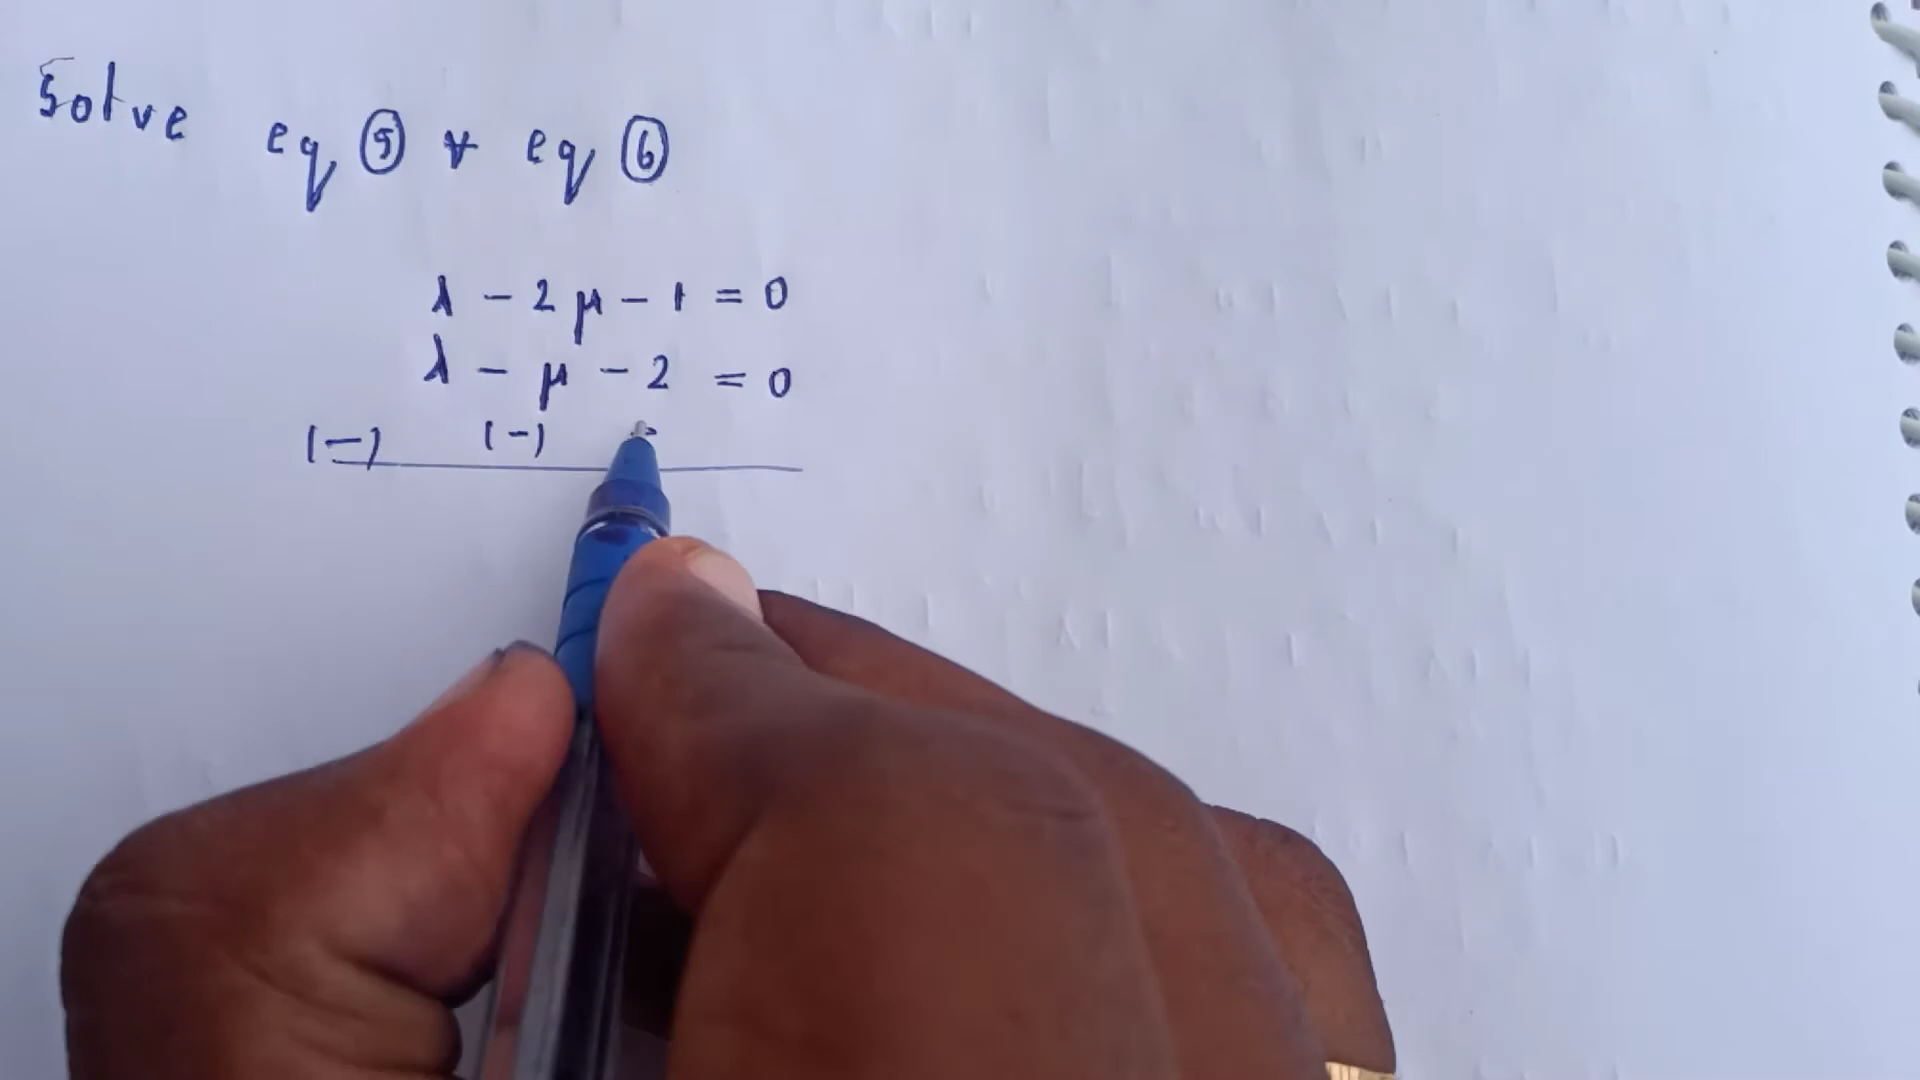 Solve eq ⑤ & eq ⑥
λ - 2μ - 1 = 0
λ - μ - 2 = 0
(-) (-)